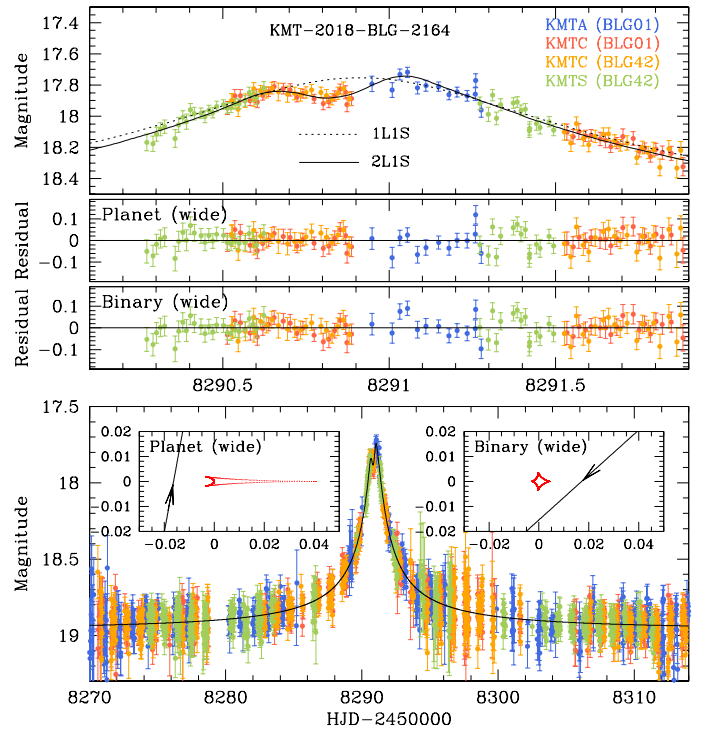 KMT-2018-BLG-2164
KMTA (BLG01)
KMTC (BLG01)
KMTC (BLG42)
KMTS (BLG42)
1L1S
2L1S
Magnitude
17.4
17.6
17.8
18
18.2
18.4
Planet (wide)
Residual
0.1
0
−0.1
Binary (wide)
Residual
0.1
0
−0.1
8290.5
8291
8291.5
Magnitude
17.5
18
18.5
19
Planet (wide)
0.02
0.01
0
−0.01
−0.02
−0.02 0 0.02 0.04
Binary (wide)
0.02
0.01
0
−0.01
−0.02
−0.02 0 0.02 0.04
8270 8280 8290 8300 8310
HJD−2450000